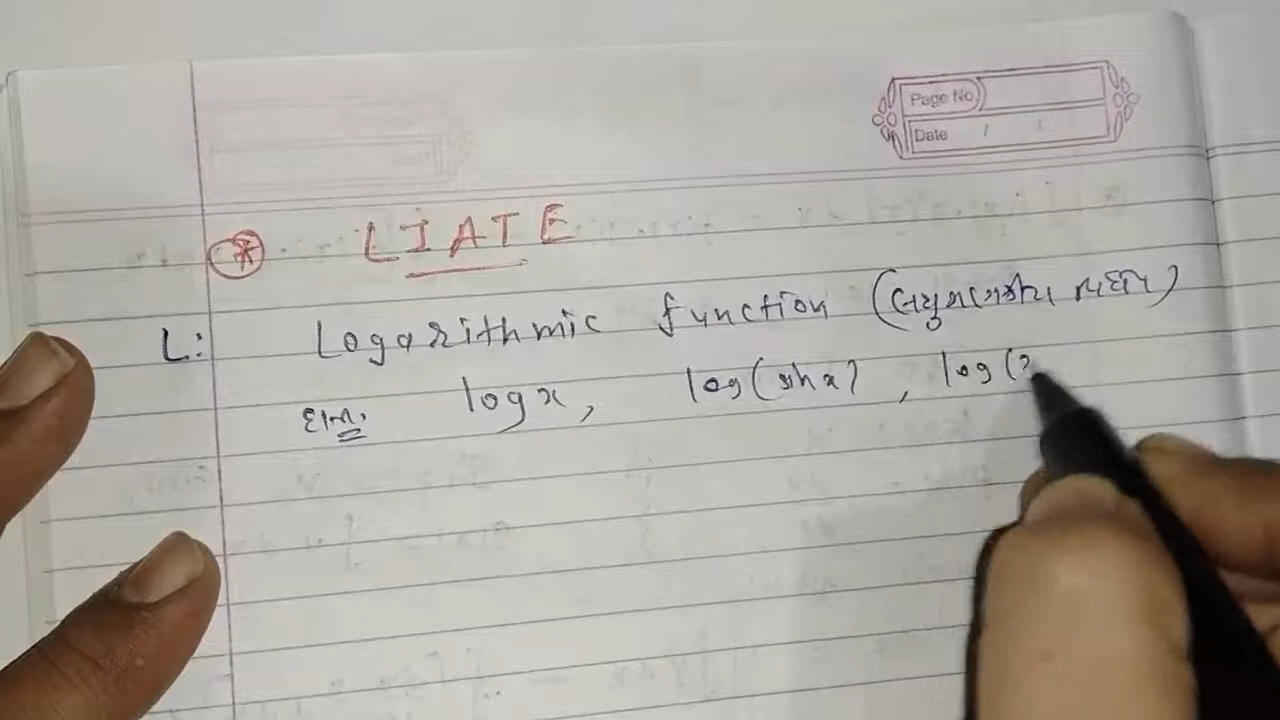 Page No.
Date / /
* LIATE
L: Logarithmic function (લઘુગણકીય વિધેય)
દા.ત. log x, log(sin x), log(